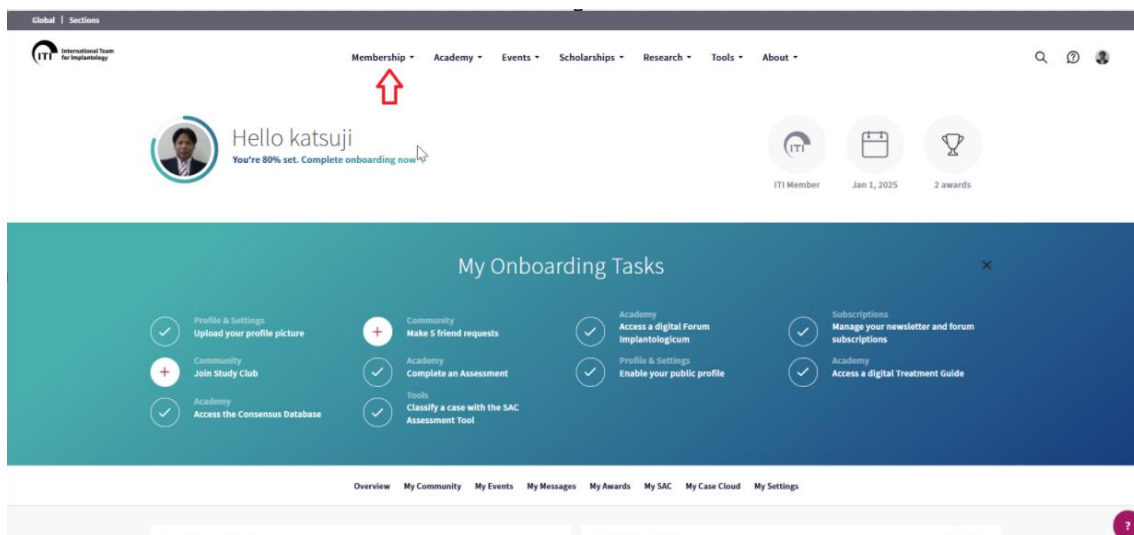 Global | Sections
ITI International Team
for Implantology
Membership Academy Events Scholarships Research Tools About
Hello katsuji
You're 80% set. Complete onboarding now
ITI
ITI Member Jan 1, 2025 2 awards
My Onboarding Tasks
Profile & Settings
Upload your profile picture
Community
Make 5 friend requests
Academy
Access a digital Forum
Implantologicum
Subscriptions
Manage your newsletter and forum
subscriptions
Community
Join Study Club
Academy
Complete an Assessment
Profile & Settings
Enable your public profile
Academy
Access a digital Treatment Guide
Academy
Access the Consensus Database
Tools
Classify a case with the SAC
Assessment Tool
Overview My Community My Events My Messages My Awards My SAC My Case Cloud My Settings
?